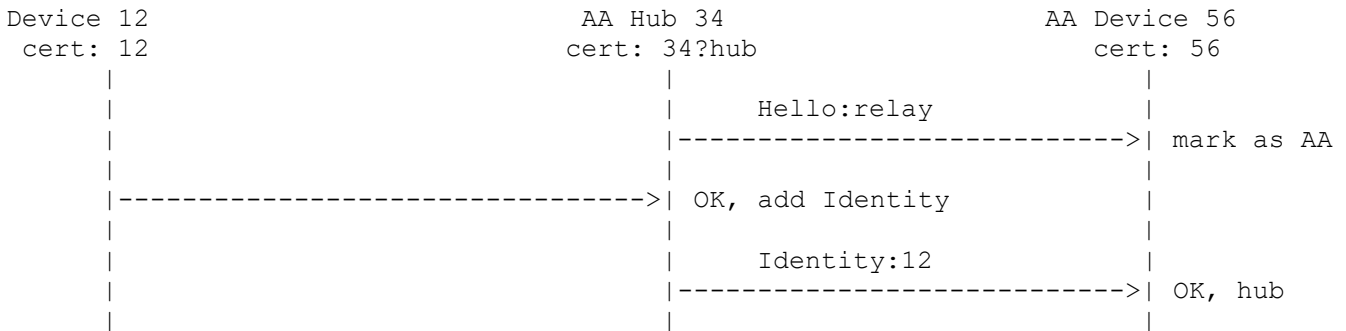 Device 12 AA Hub 34 AA Device 56
cert: 12 cert: 34?hub cert: 56
Hello:relay
mark as AA
OK, add Identity
Identity:12
OK, hub